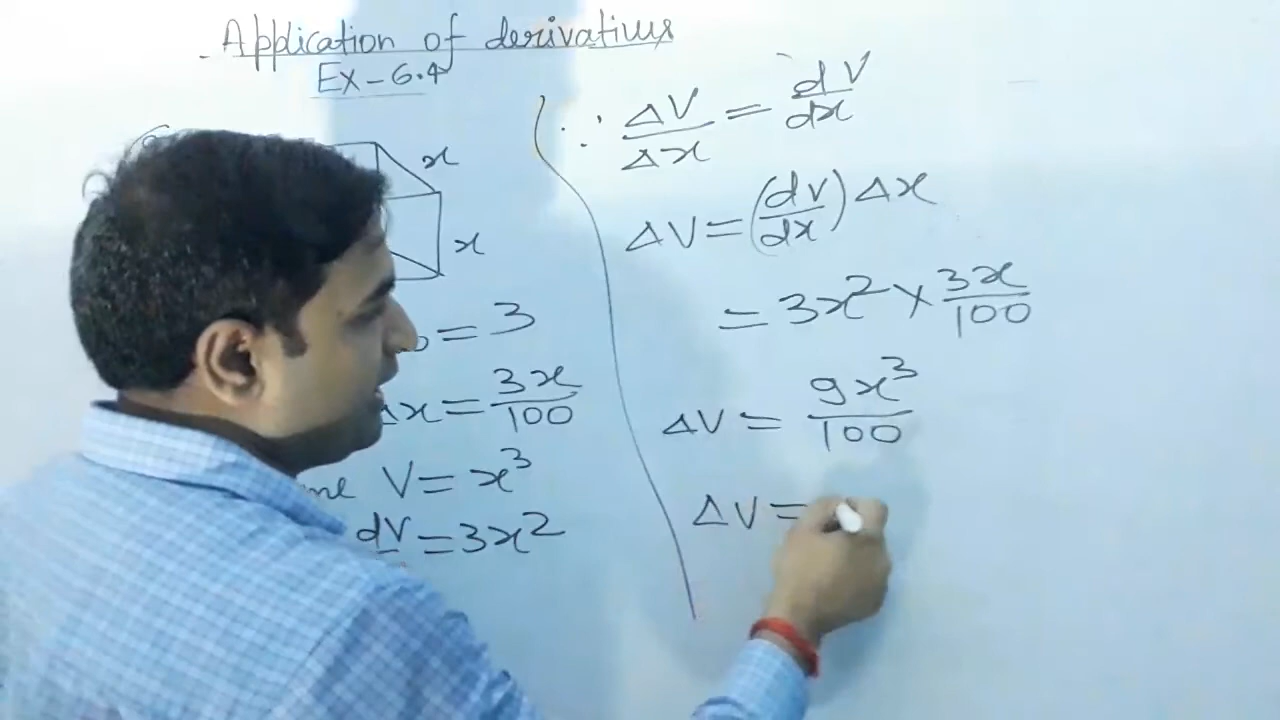 Application of derivatives
Ex-6.4
x
x
= 3
Δx = 3x/100
V = x³
dV = 3x²
∵ ΔV/Δx = dV/dx
ΔV = (dv/dx) Δx
= 3x² × 3x/100
ΔV = 9x³/100
ΔV =